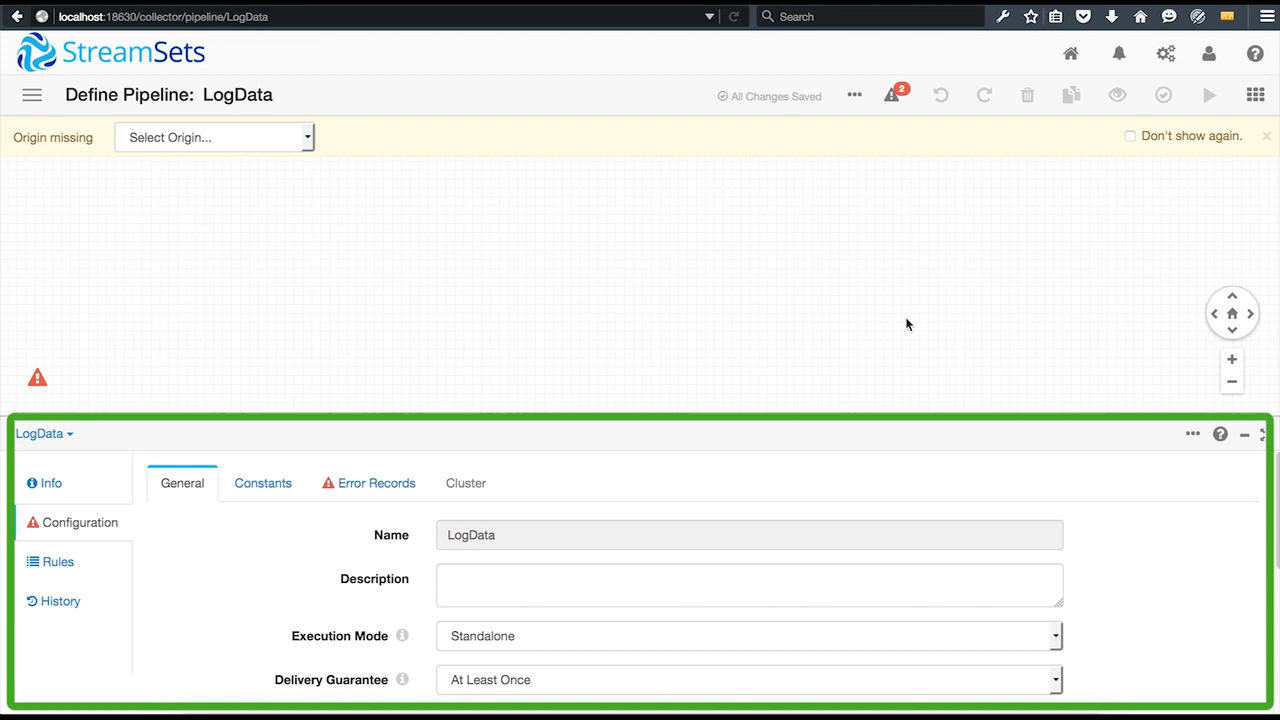 localhost:18630/collector/pipeline/LogData
Search
StreamSets
Define Pipeline: LogData
All Changes Saved
2
Origin missing
Select Origin...
Don't show again.
LogData
Info
Configuration
Rules
History
General
Constants
Error Records
Cluster
Name
LogData
Description
Execution Mode
Standalone
Delivery Guarantee
At Least Once